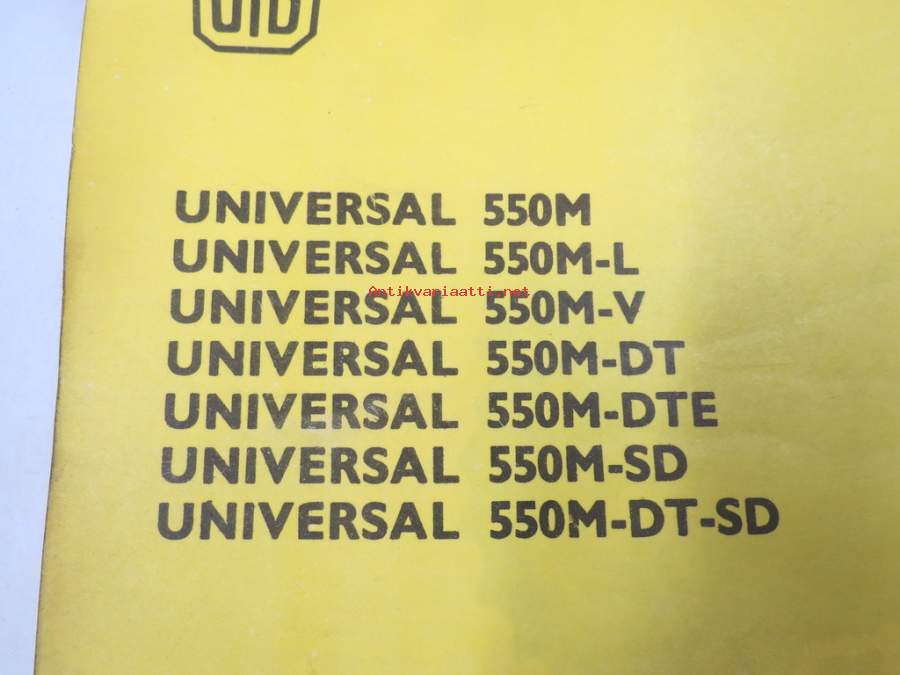 UTB
UNIVERSAL 550M
UNIVERSAL 550M-L
Antikvariaatti.net
UNIVERSAL 550M-V
UNIVERSAL 550M-DT
UNIVERSAL 550M-DTE
UNIVERSAL 550M-SD
UNIVERSAL 550M-DT-SD